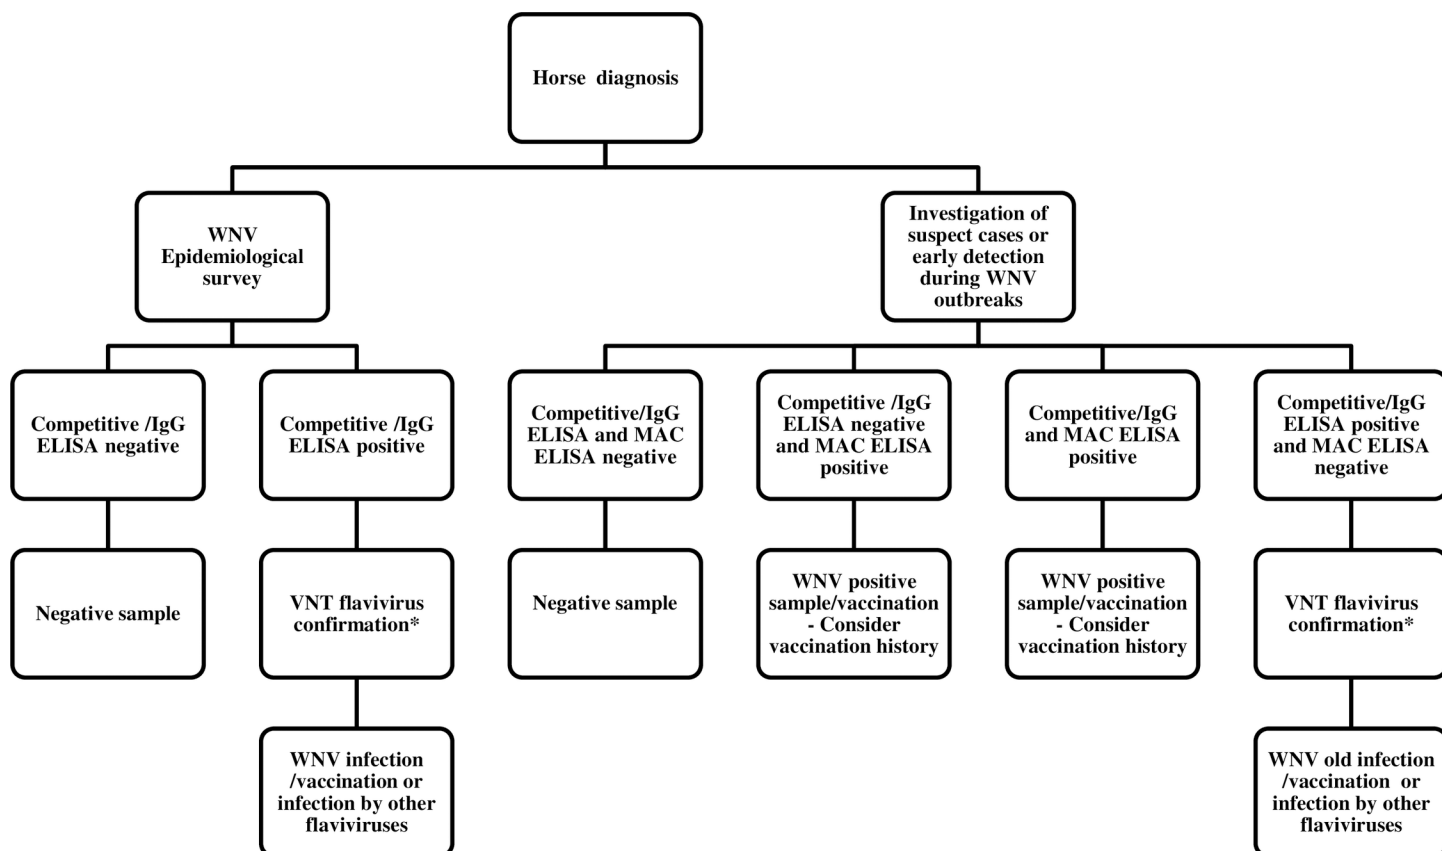 Horse diagnosis
WNV
Epidemiological
survey
Investigation of
suspect cases or
early detection
during WNV
outbreaks
Competitive /IgG
ELISA negative
Competitive /IgG
ELISA positive
Competitive/IgG
ELISA and MAC
ELISA negative
Competitive /IgG
ELISA negative
and MAC ELISA
positive
Competitive/IgG
and MAC ELISA
positive
Competitive/IgG
ELISA positive
and MAC ELISA
negative
Negative sample
VNT flavivirus
confirmation*
Negative sample
WNV positive
sample/vaccination
- Consider
vaccination history
WNV positive
sample/vaccination
- Consider
vaccination history
VNT flavivirus
confirmation*
WNV infection
/vaccination or
infection by other
flaviviruses
WNV old infection
/vaccination or
infection by other
flaviviruses